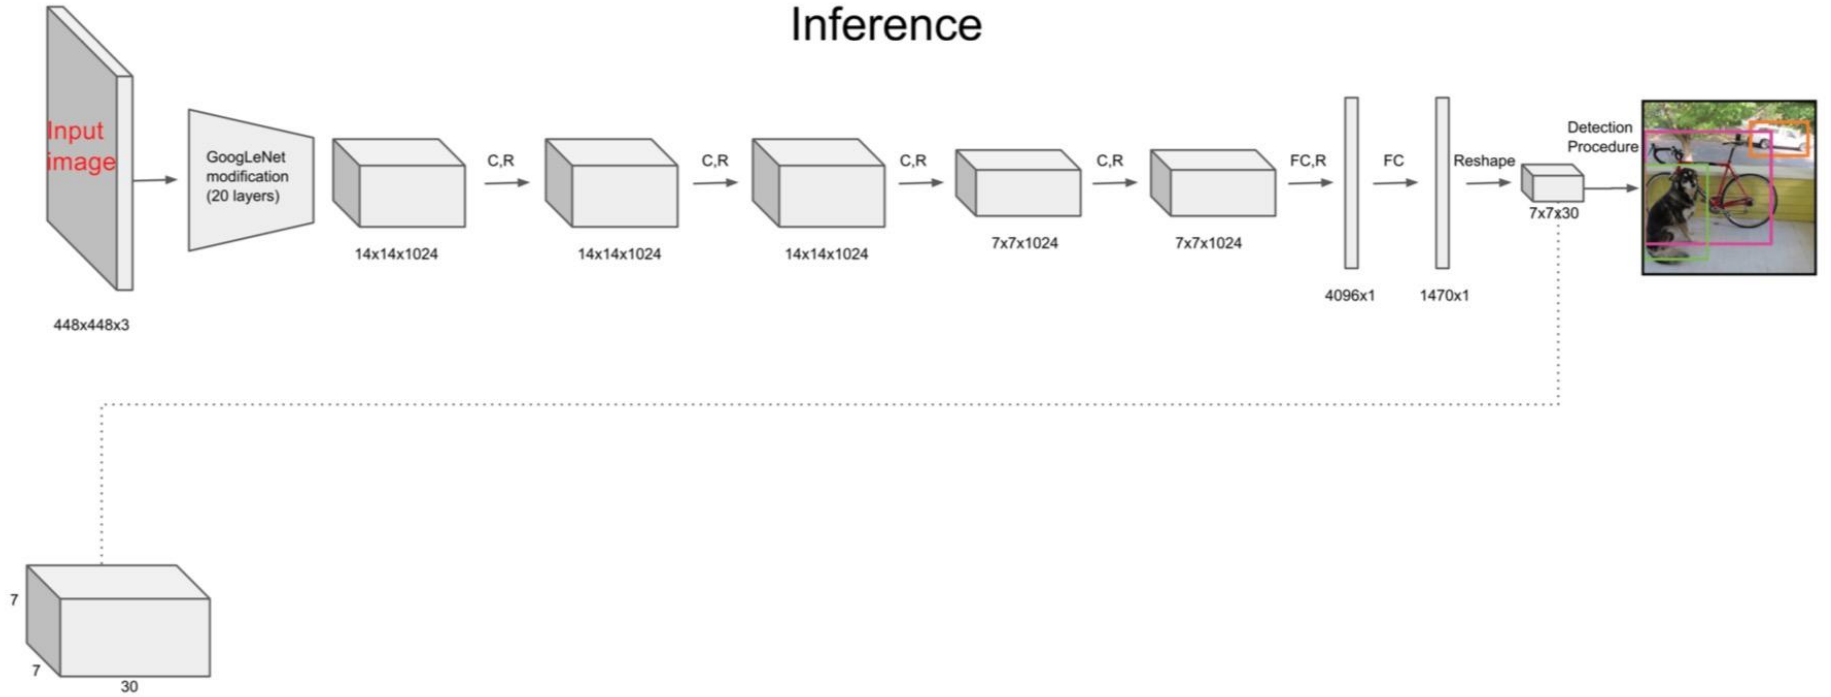 Inference
Input
image
448x448x3
GoogLeNet
modification
(20 layers)
14x14x1024
C,R
14x14x1024
C,R
14x14x1024
C,R
7x7x1024
C,R
7x7x1024
FC,R
4096x1
FC
1470x1
Reshape
7x7x30
Detection
Procedure
7
7
30